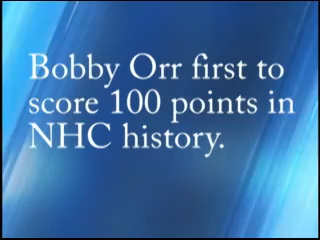 Bobby Orr first to
score 100 points in
NHC history.